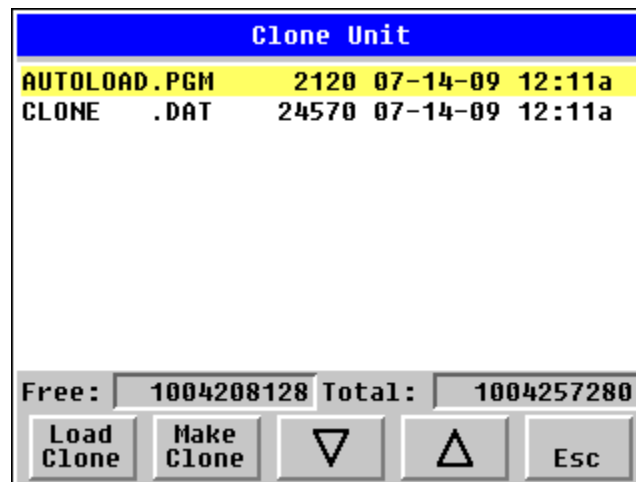 Clone Unit
AUTOLOAD.PGM 2120 07-14-09 12:11a
CLONE .DAT 24570 07-14-09 12:11a
Free: 1004208128 Total: 1004257280
Load Clone Make Clone Esc